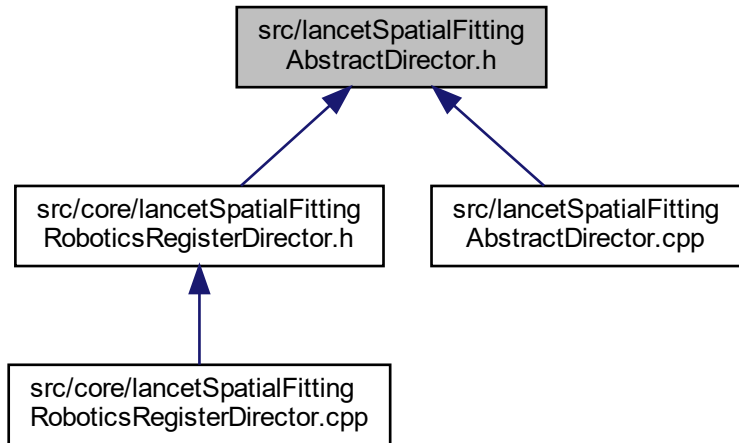 src/lancetSpatialFitting
AbstractDirector.h
src/core/lancetSpatialFitting
RoboticsRegisterDirector.h
src/lancetSpatialFitting
AbstractDirector.cpp
src/core/lancetSpatialFitting
RoboticsRegisterDirector.cpp